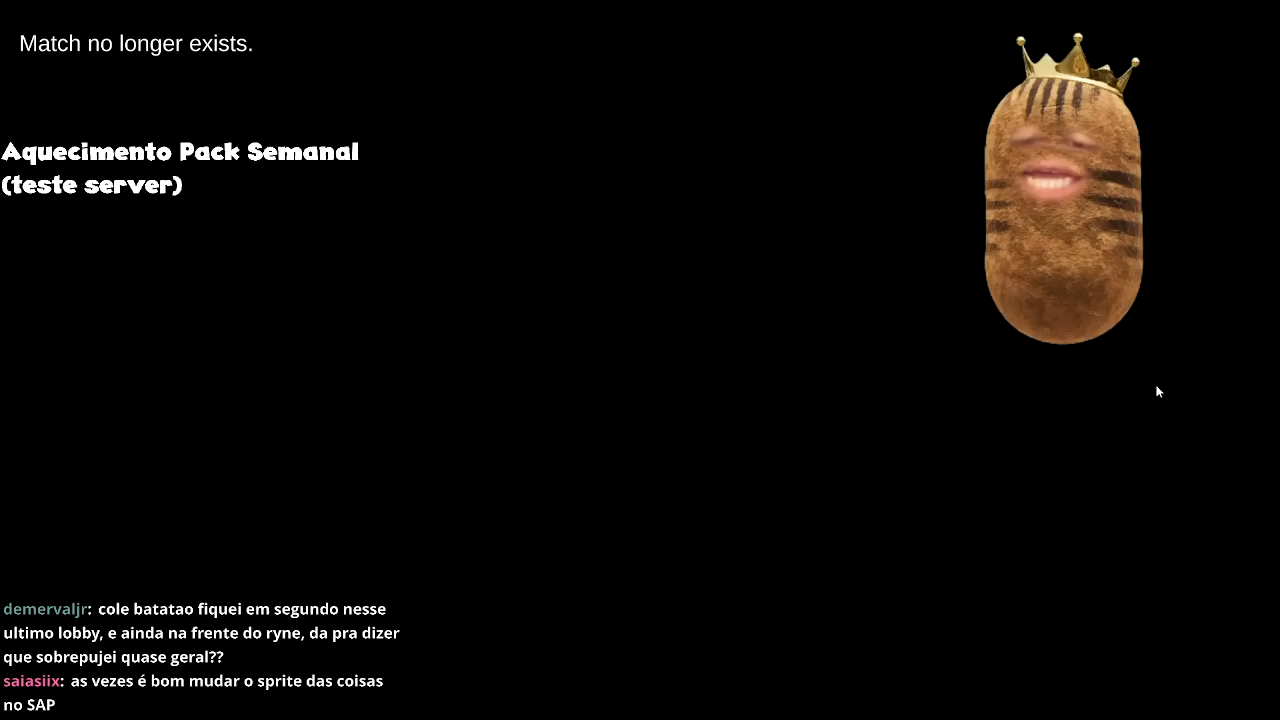 Match no longer exists.
Aquecimento Pack Semanal
(teste server)
demervaljr: cole batatao fiquei em segundo nesse
ultimo lobby, e ainda na frente do ryne, da pra dizer
que sobrepujei quase geral??
saiasiix: as vezes é bom mudar o sprite das coisas
no SAP